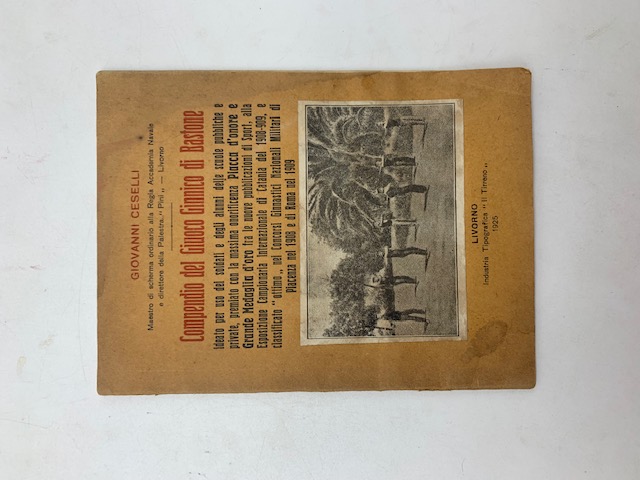 GIOVANNI CESELLI
Maestro di scherma ordinario alla Regia Accademia Navale
e direttore della Palestra „ Pini „ — Livorno
Compendio del Giuoco Ginnico di Bastone
Ideato per uso dei soldati e degli alunni delle scuole pubbliche e
private, premiato con la massima onorificenza Placca d'onore e
Grande Medaglia d'oro fra le nuove pubblicazioni di Sport, alla
Esposizione Campionaria Internazionale di Catania del 1908-909, e
classificato "ottimo„ nei Concorsi Ginnastici Nazionali Militari di
Piacenza nel 1908 e di Roma nel 1909
LIVORNO
Industria Tipografica " Il Tirreno „
1925